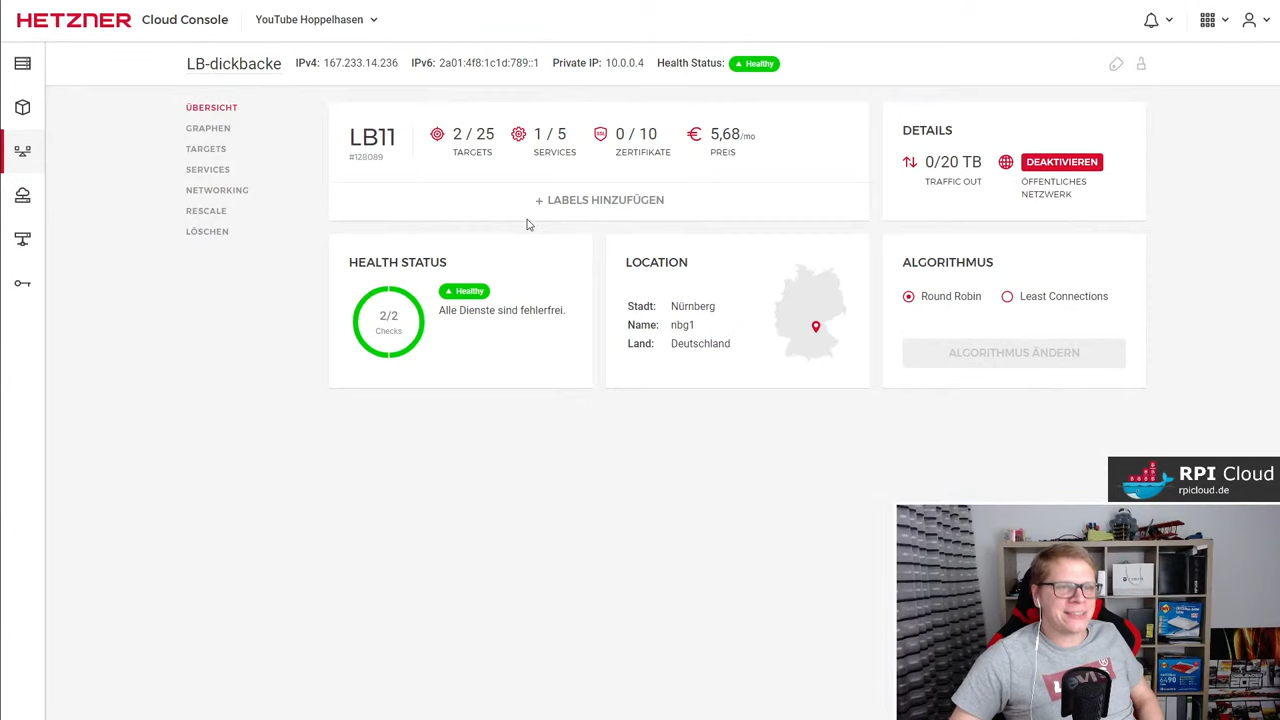 HETZNER Cloud Console YouTube Hoppelhasen
LB-dickbacke IPv4: 167.233.14.236 IPv6: 2a01:4f8:1c1d:789::1 Private IP: 10.0.0.4 Health Status: Healthy
ÜBERSICHT
GRAPHEN
TARGETS
SERVICES
NETWORKING
RESCALE
LÖSCHEN
LB11
#128089
2 / 25
TARGETS
1 / 5
SERVICES
SSL
0 / 10
ZERTIFIKATE
€ 5,68/mo
PREIS
+ LABELS HINZUFÜGEN
DETAILS
0/20 TB
TRAFFIC OUT
DEAKTIVIEREN
ÖFFENTLICHES
NETZWERK
HEALTH STATUS
2/2
Checks
Healthy
Alle Dienste sind fehlerfrei.
LOCATION
Stadt: Nürnberg
Name: nbg1
Land: Deutschland
ALGORITHMUS
Round Robin Least Connections
ALGORITHMUS ÄNDERN
RPI Cloud
rpicloud.de